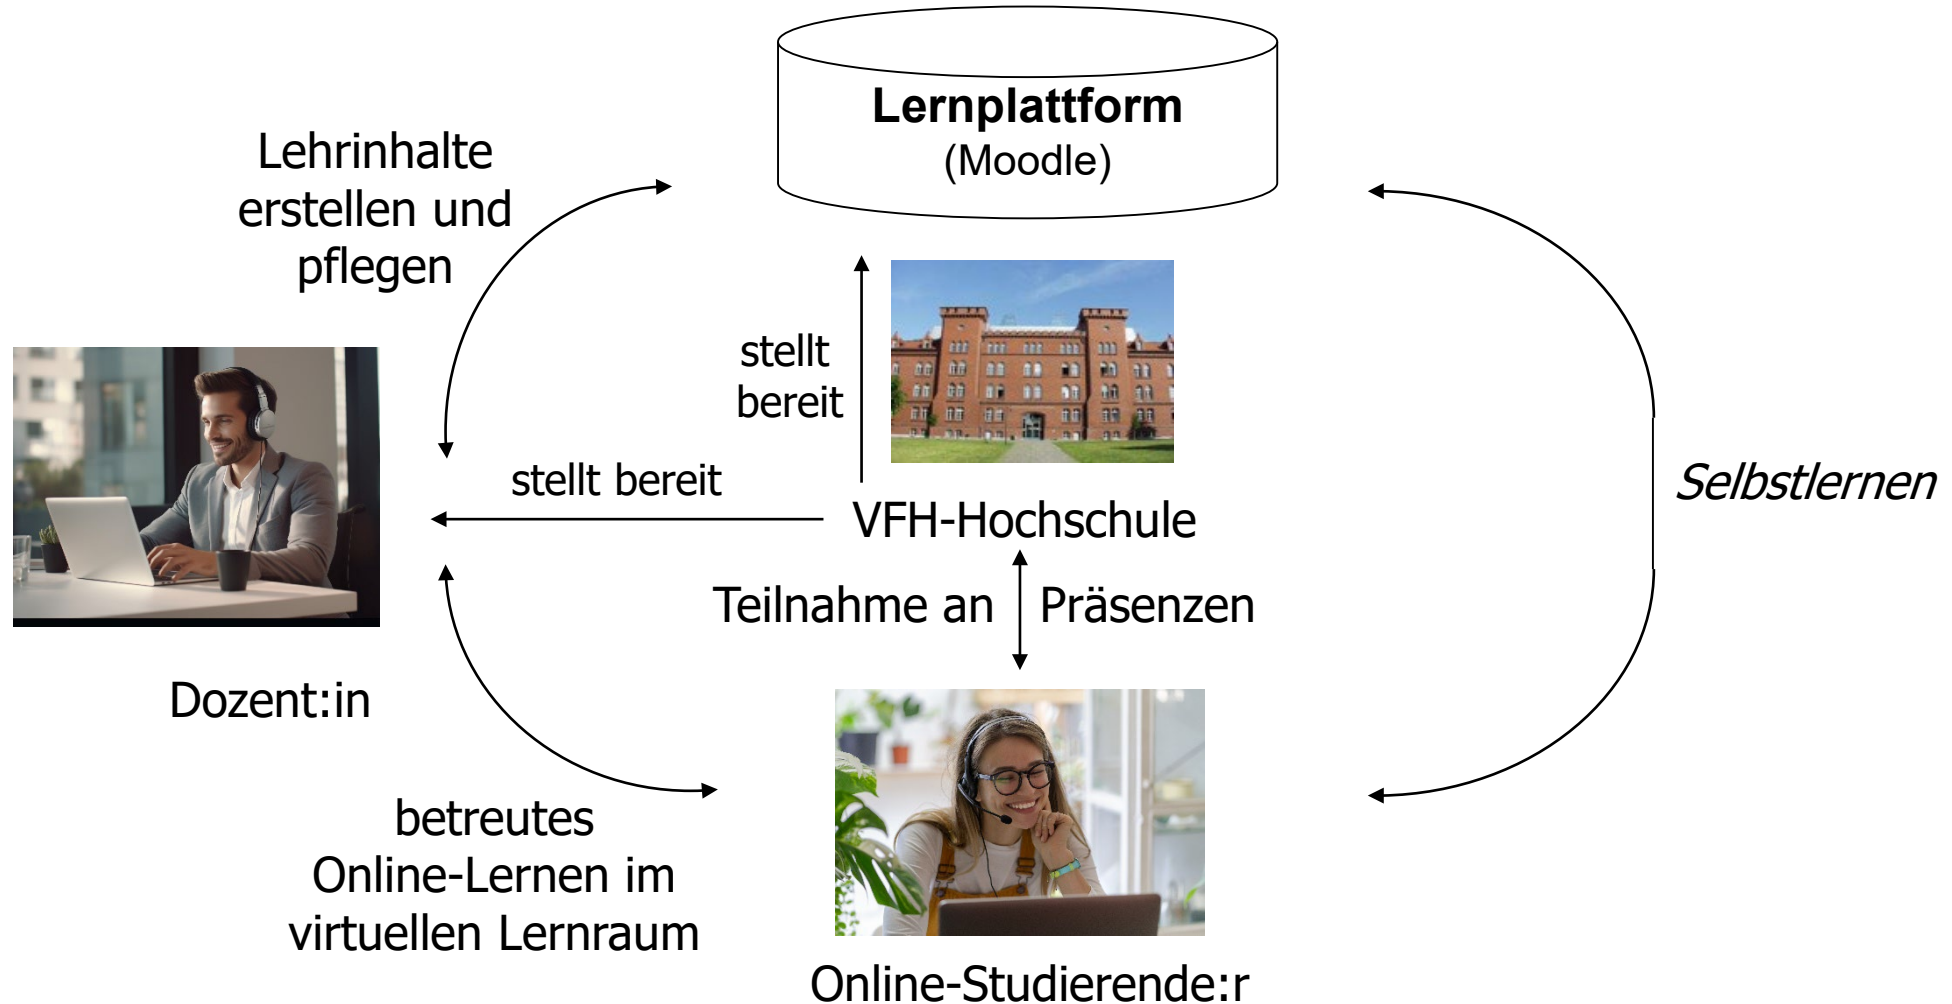 Lernplattform
(Moodle)
Lehrinhalte
erstellen und
pflegen
stellt
bereit
stellt bereit
VFH-Hochschule
Selbstlernen
Teilnahme an Präsenzen
Dozent:in
betreutes
Online-Lernen im
virtuellen Lernraum
Online-Studierende:r